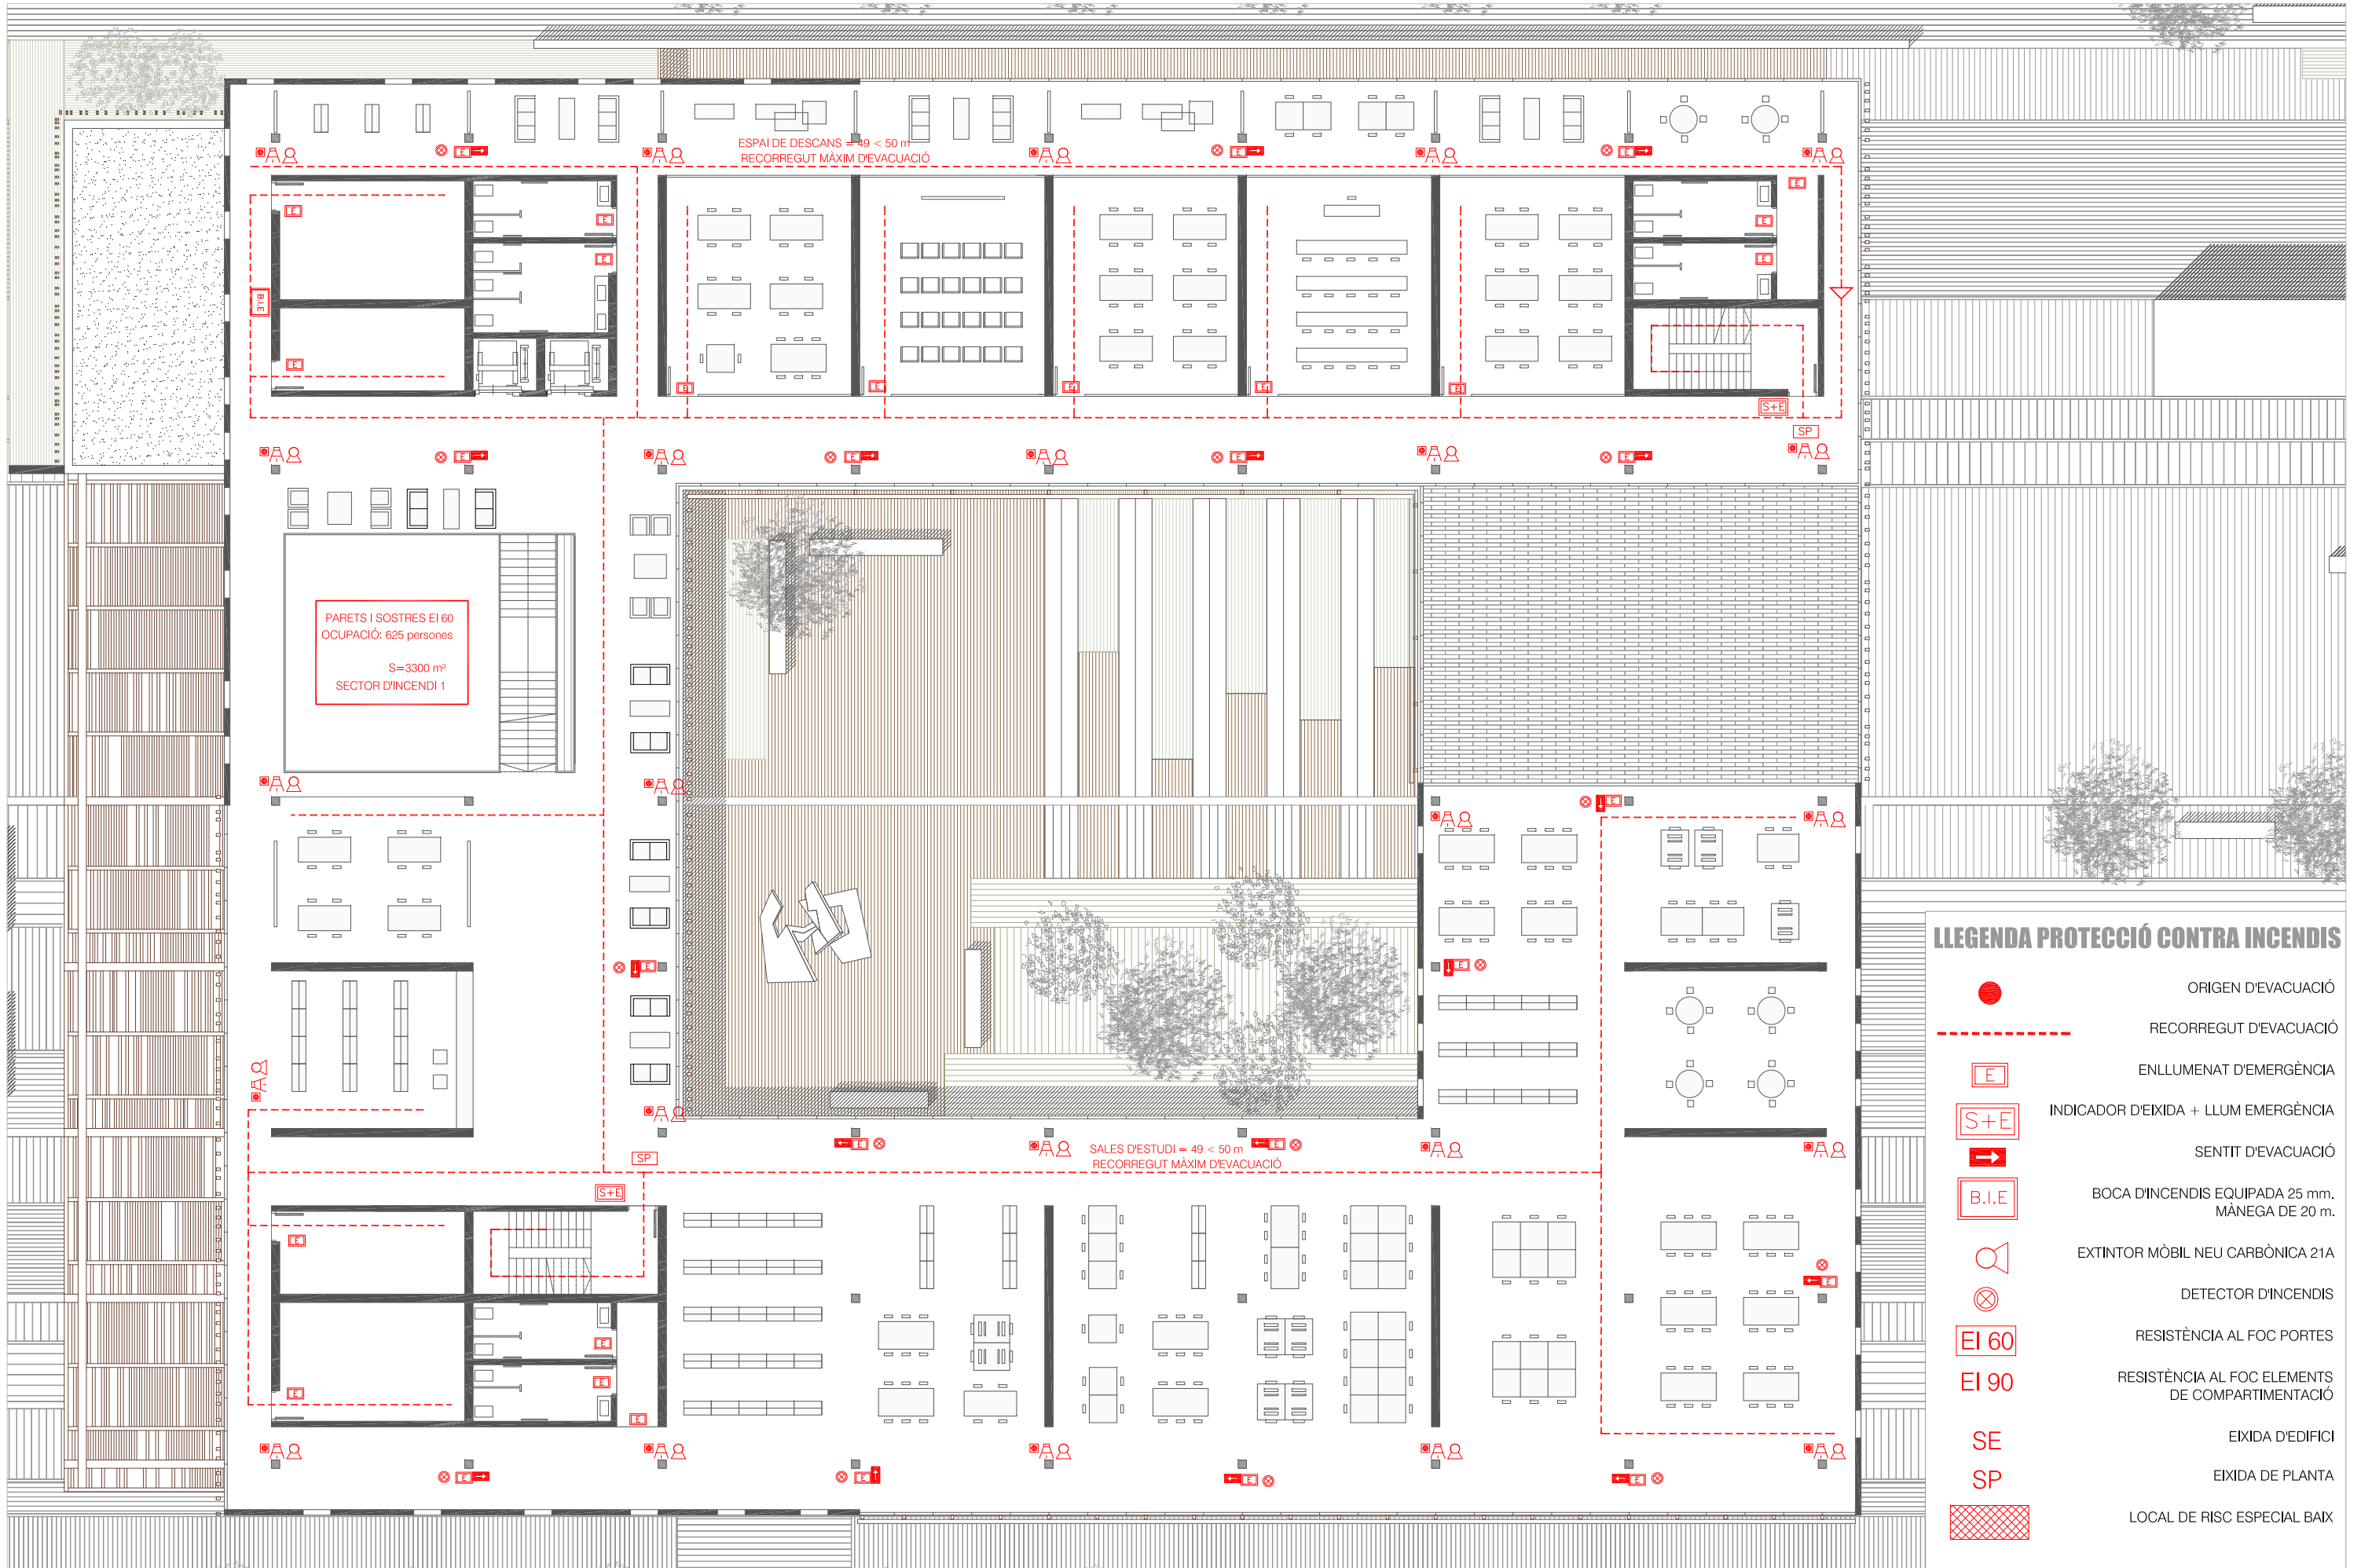 ESPAI DE DESCANS = 49 < 50 m
RECORREGUT MÀXIM D'EVACUACIÓ
E
E
E
E
E
E
E
E
E
E
E
B.I.E
E
E
E
E
E
E
S+E
SP
E
E
E
E
PARETS I SOSTRES EI 60
OCUPACIÓ: 625 persones
S=3300 m²
SECTOR D'INCENDI 1
E
E
E
SALES D'ESTUDI = 49 < 50 m
RECORREGUT MÀXIM D'EVACUACIÓ
E
E
SP
S+E
E
E
E
E
E
E
E
E
E
E
LLEGENDA PROTECCIÓ CONTRA INCENDIS
ORIGEN D'EVACUACIÓ
RECORREGUT D'EVACUACIÓ
E ENLLUMENAT D'EMERGÈNCIA
S+E INDICADOR D'EIXIDA + LLUM EMERGÈNCIA
SENTIT D'EVACUACIÓ
B.I.E BOCA D'INCENDIS EQUIPADA 25 mm.
MÀNEGA DE 20 m.
EXTINTOR MÒBIL NEU CARBÒNICA 21A
DETECTOR D'INCENDIS
EI 60 RESISTÈNCIA AL FOC PORTES
EI 90 RESISTÈNCIA AL FOC ELEMENTS
DE COMPARTIMENTACIÓ
SE EIXIDA D'EDIFICI
SP EIXIDA DE PLANTA
LOCAL DE RISC ESPECIAL BAIX